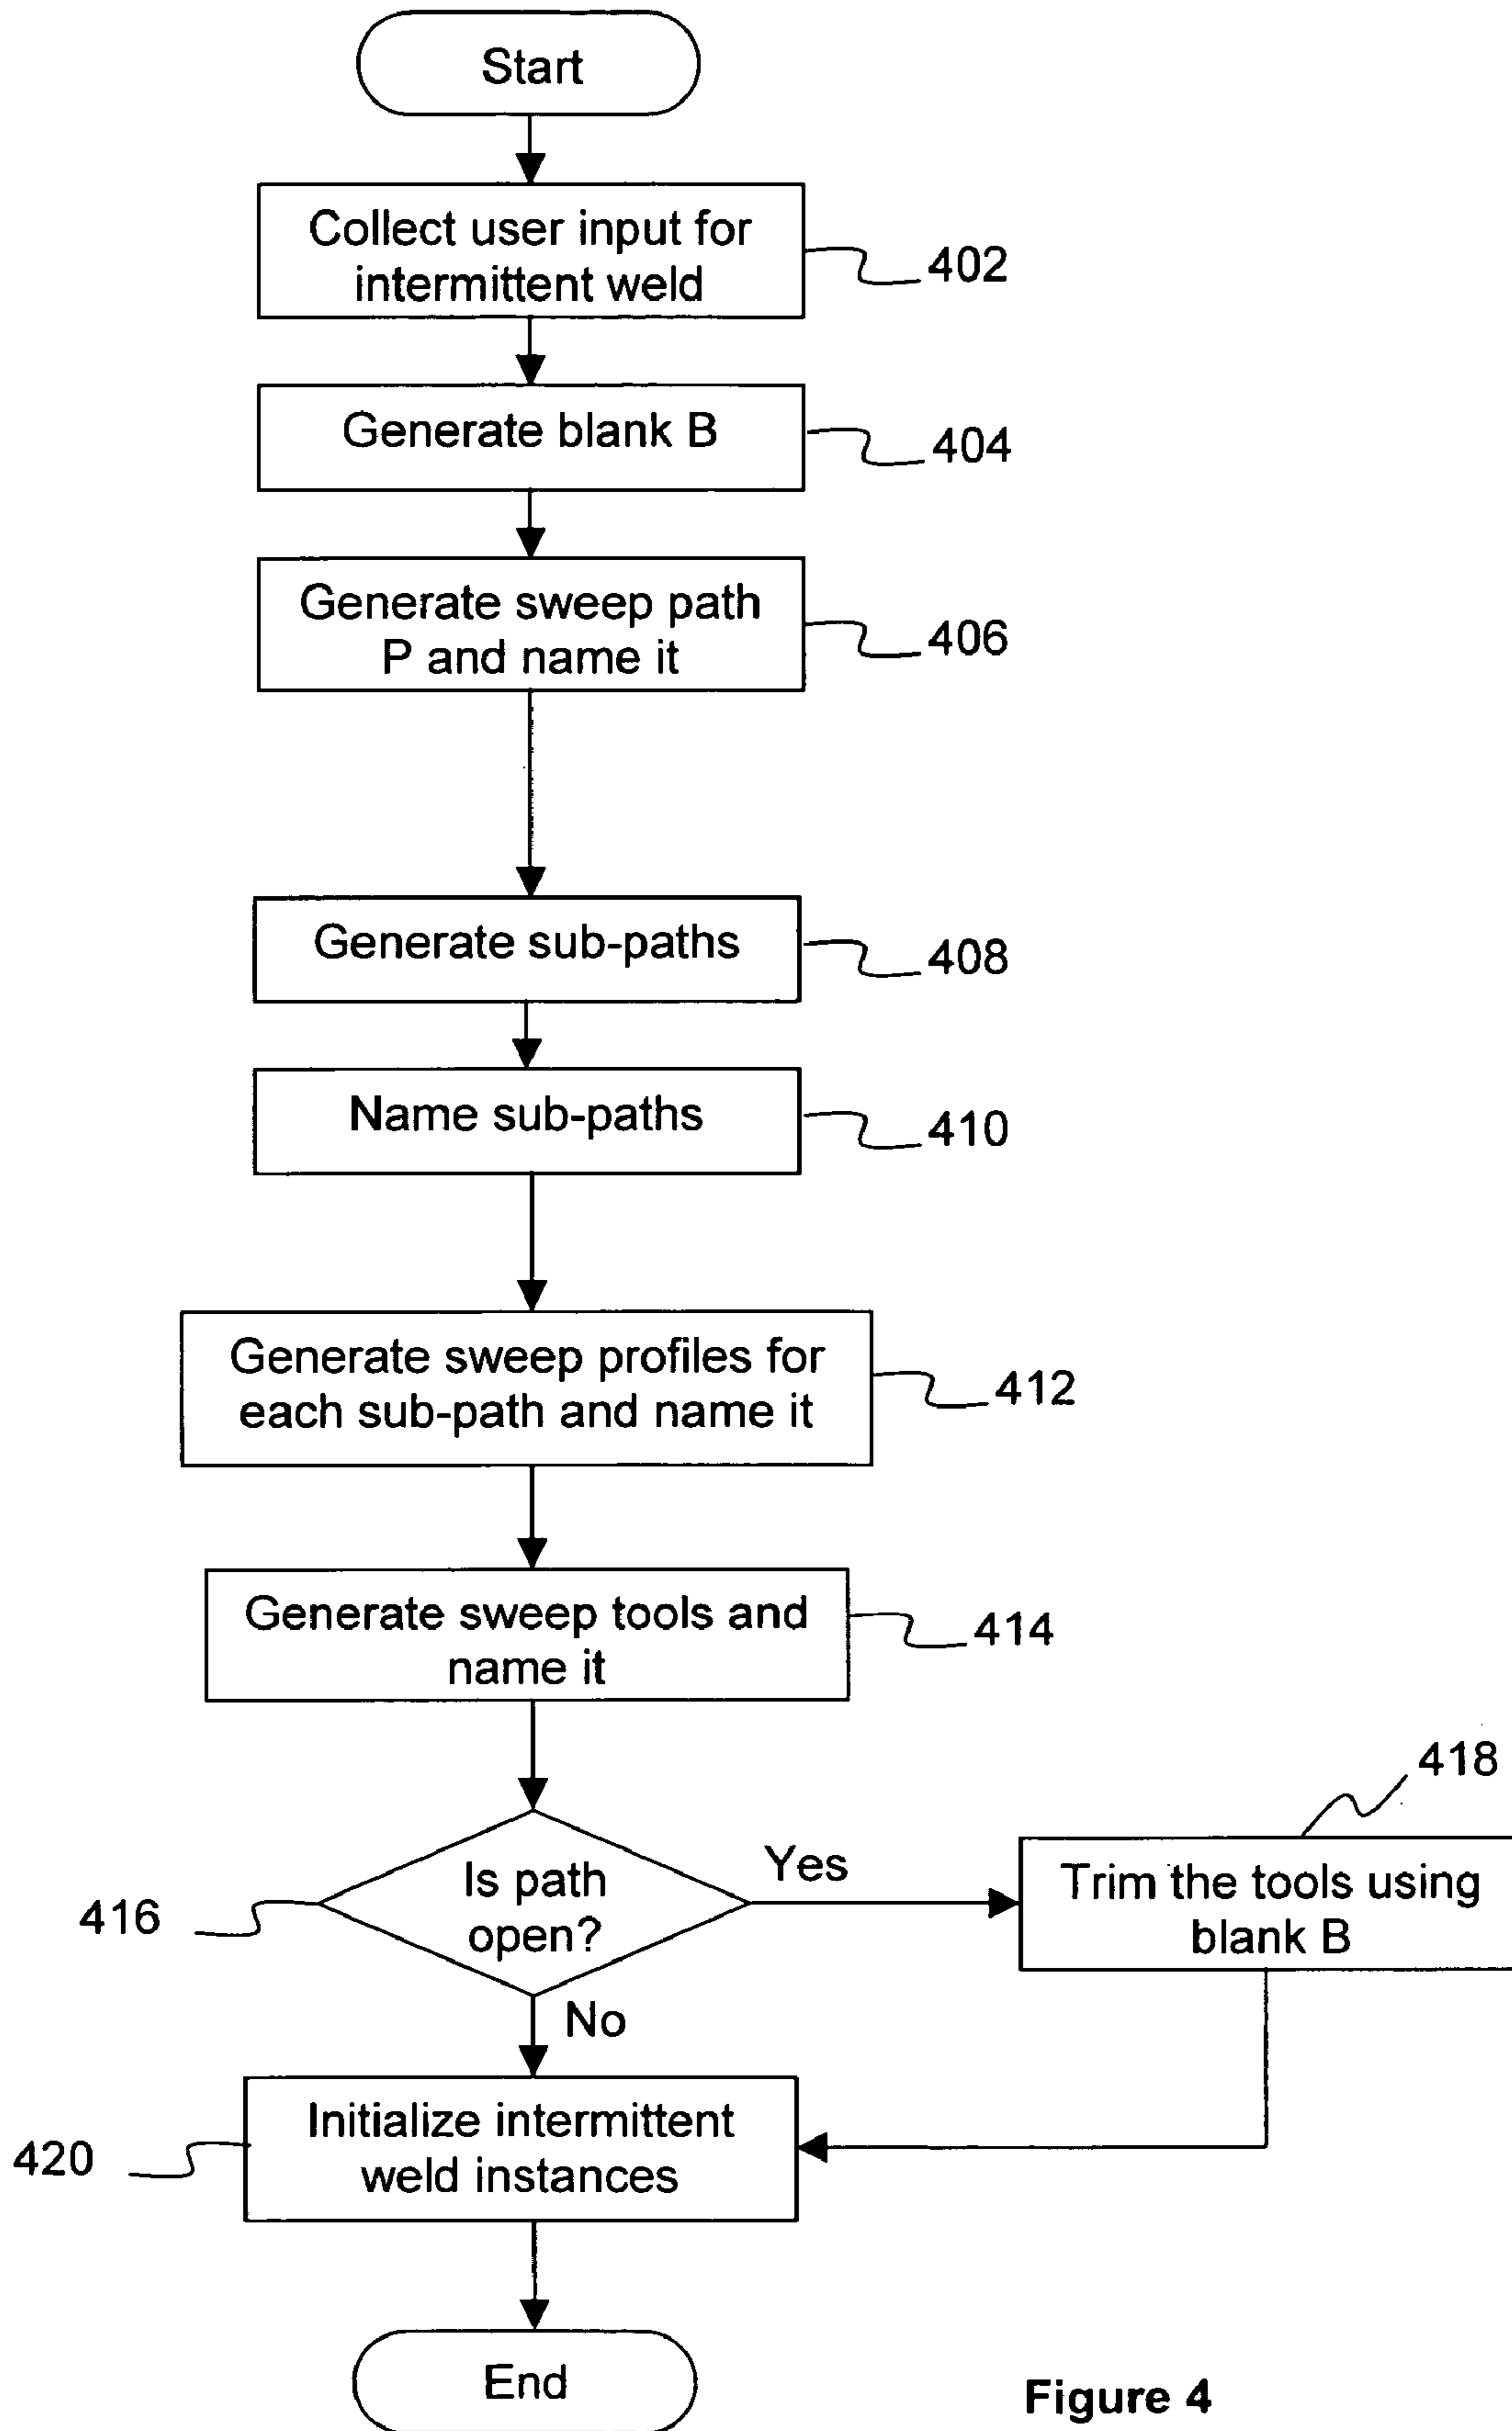 Start
Collect user input for
intermittent weld
402
Generate blank B
404
Generate sweep path
P and name it
406
Generate sub-paths
408
Name sub-paths
410
Generate sweep profiles for
each sub-path and name it
412
Generate sweep tools and
name it
414
418
Is path
open?
416
Yes
Trim the tools using
blank B
No
Initialize intermittent
weld instances
420
End
Figure 4